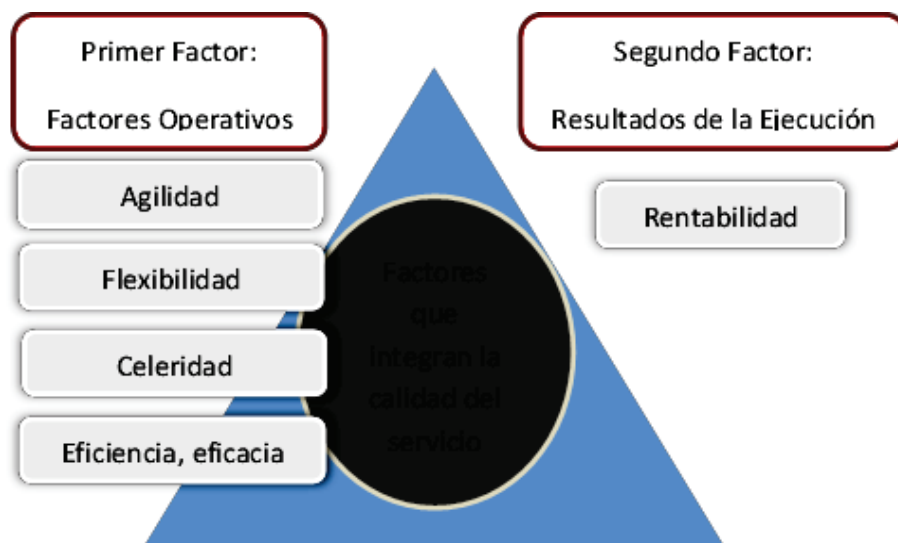 Primer Factor:
Factores Operativos
Agilidad
Flexibilidad
Celeridad
Eficiencia, eficacia
Segundo Factor:
Resultados de la Ejecución
Rentabilidad
Factores
que
integran la
calidad del
servicio